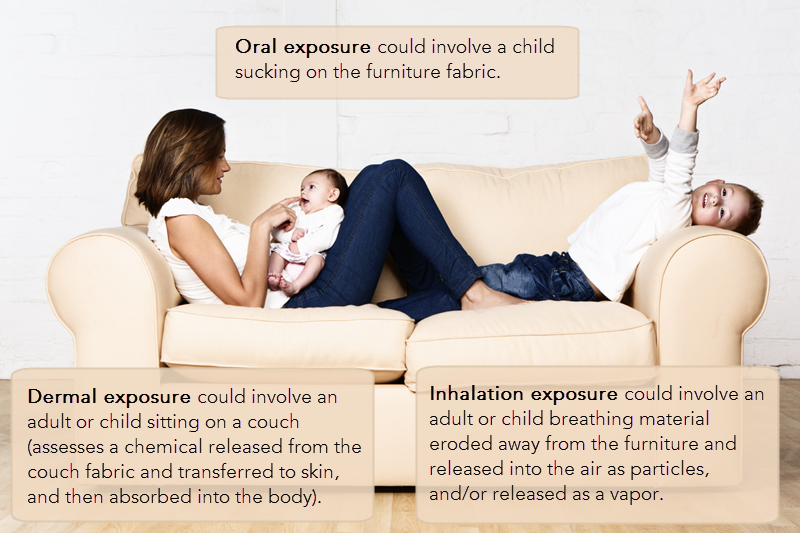 Oral exposure could involve a child
sucking on the furniture fabric.
Dermal exposure could involve an
adult or child sitting on a couch
(assesses a chemical released from the
couch fabric and transferred to skin,
and then absorbed into the body).
Inhalation exposure could involve an
adult or child breathing material
eroded away from the furniture and
released into the air as particles,
and/or released as a vapor.